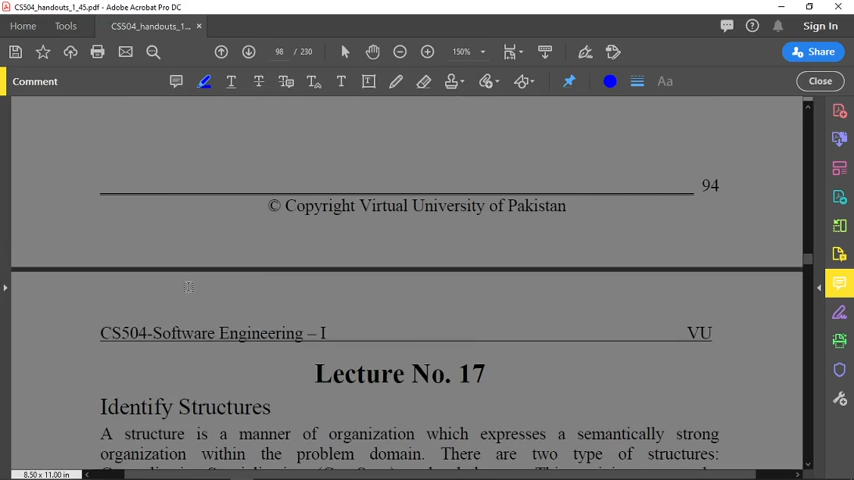 CS504_handouts_1_45.pdf - Adobe Acrobat Pro DC
Home Tools CS504_handouts_1... × Sign In
98 / 230 150% Share
Comment Aa Close
94
© Copyright Virtual University of Pakistan
CS504-Software Engineering – I VU
Lecture No. 17
Identify Structures
A structure is a manner of organization which expresses a semantically strong
organization within the problem domain. There are two type of structures:
8.50 x 11.00 in